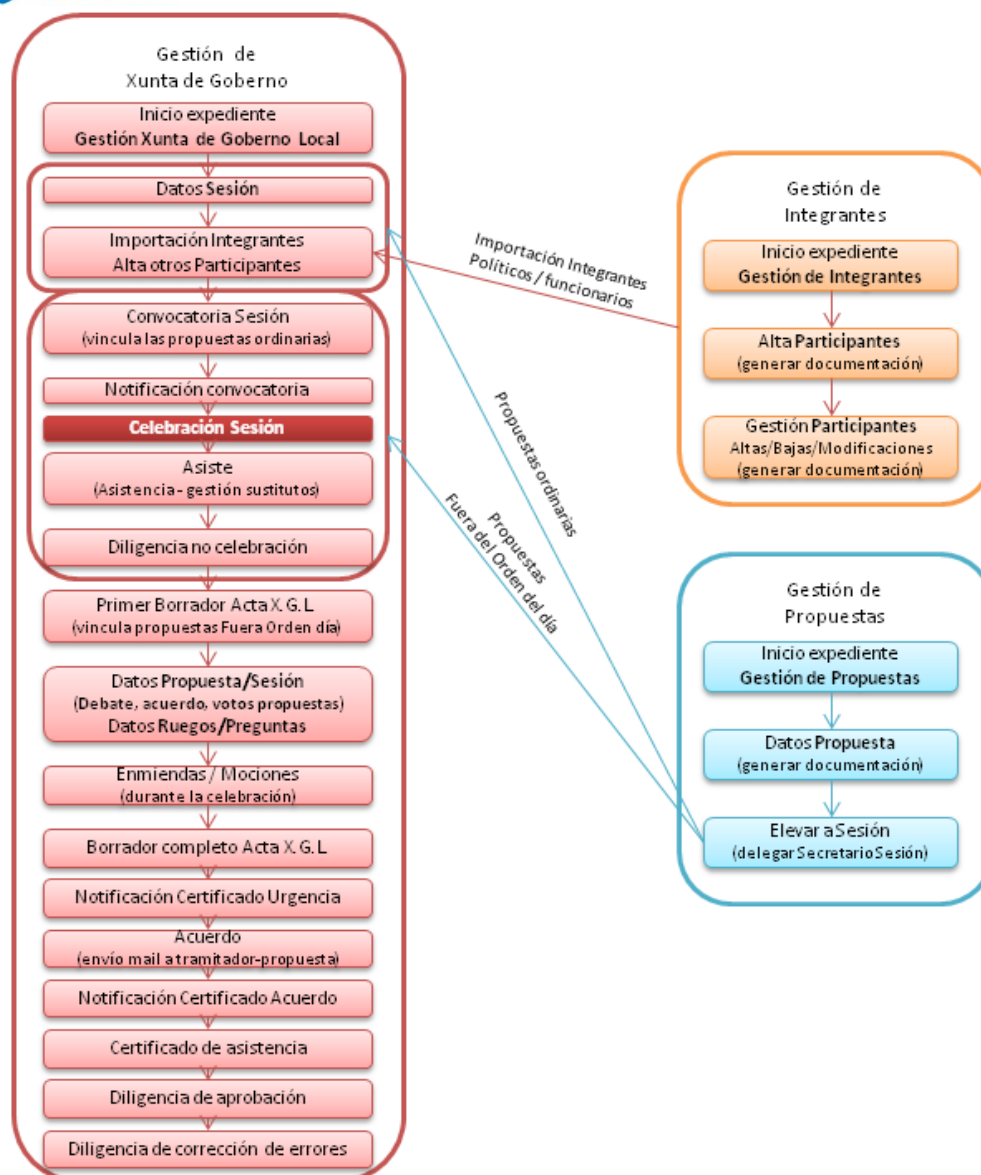 Gestión de
Xunta de Goberno
Inicio expediente
Gestión Xunta de Goberno Local
Datos Sesión
Importación Integrantes
Alta otros Participantes
Convocatoria Sesión
(vincula las propuestas ordinarias)
Notificación convocatoria
Celebración Sesión
Asiste
(Asistencia - gestión sustitutos)
Diligencia no celebración
Primer Borrador Acta X. G. L.
(vincula propuestas Fuera Orden día)
Datos Propuesta/Sesión
(Debate, acuerdo, votos propuestas)
Datos Ruegos/Preguntas
Enmiendas / Mociones
(durante la celebración)
Borrador completo Acta X. G. L
Notificación Certificado Urgencia
Acuerdo
(envío mail a tramitador-propuesta)
Notificación Certificado Acuerdo
Certificado de asistencia
Diligencia de aprobación
Diligencia de corrección de errores
Importación Integrantes
Políticos / funcionarios
Propuestas ordinarias
Propuestas
Fuera del Orden del día
Gestión de
Integrantes
Inicio expediente
Gestión de Integrantes
Alta Participantes
(generar documentación)
Gestión Participantes
Altas/Bajas/Modificaciones
(generar documentación)
Gestión de
Propuestas
Inicio expediente
Gestión de Propuestas
Datos Propuesta
(generar documentación)
Elevar a Sesión
(delegar Secretario Sesión)